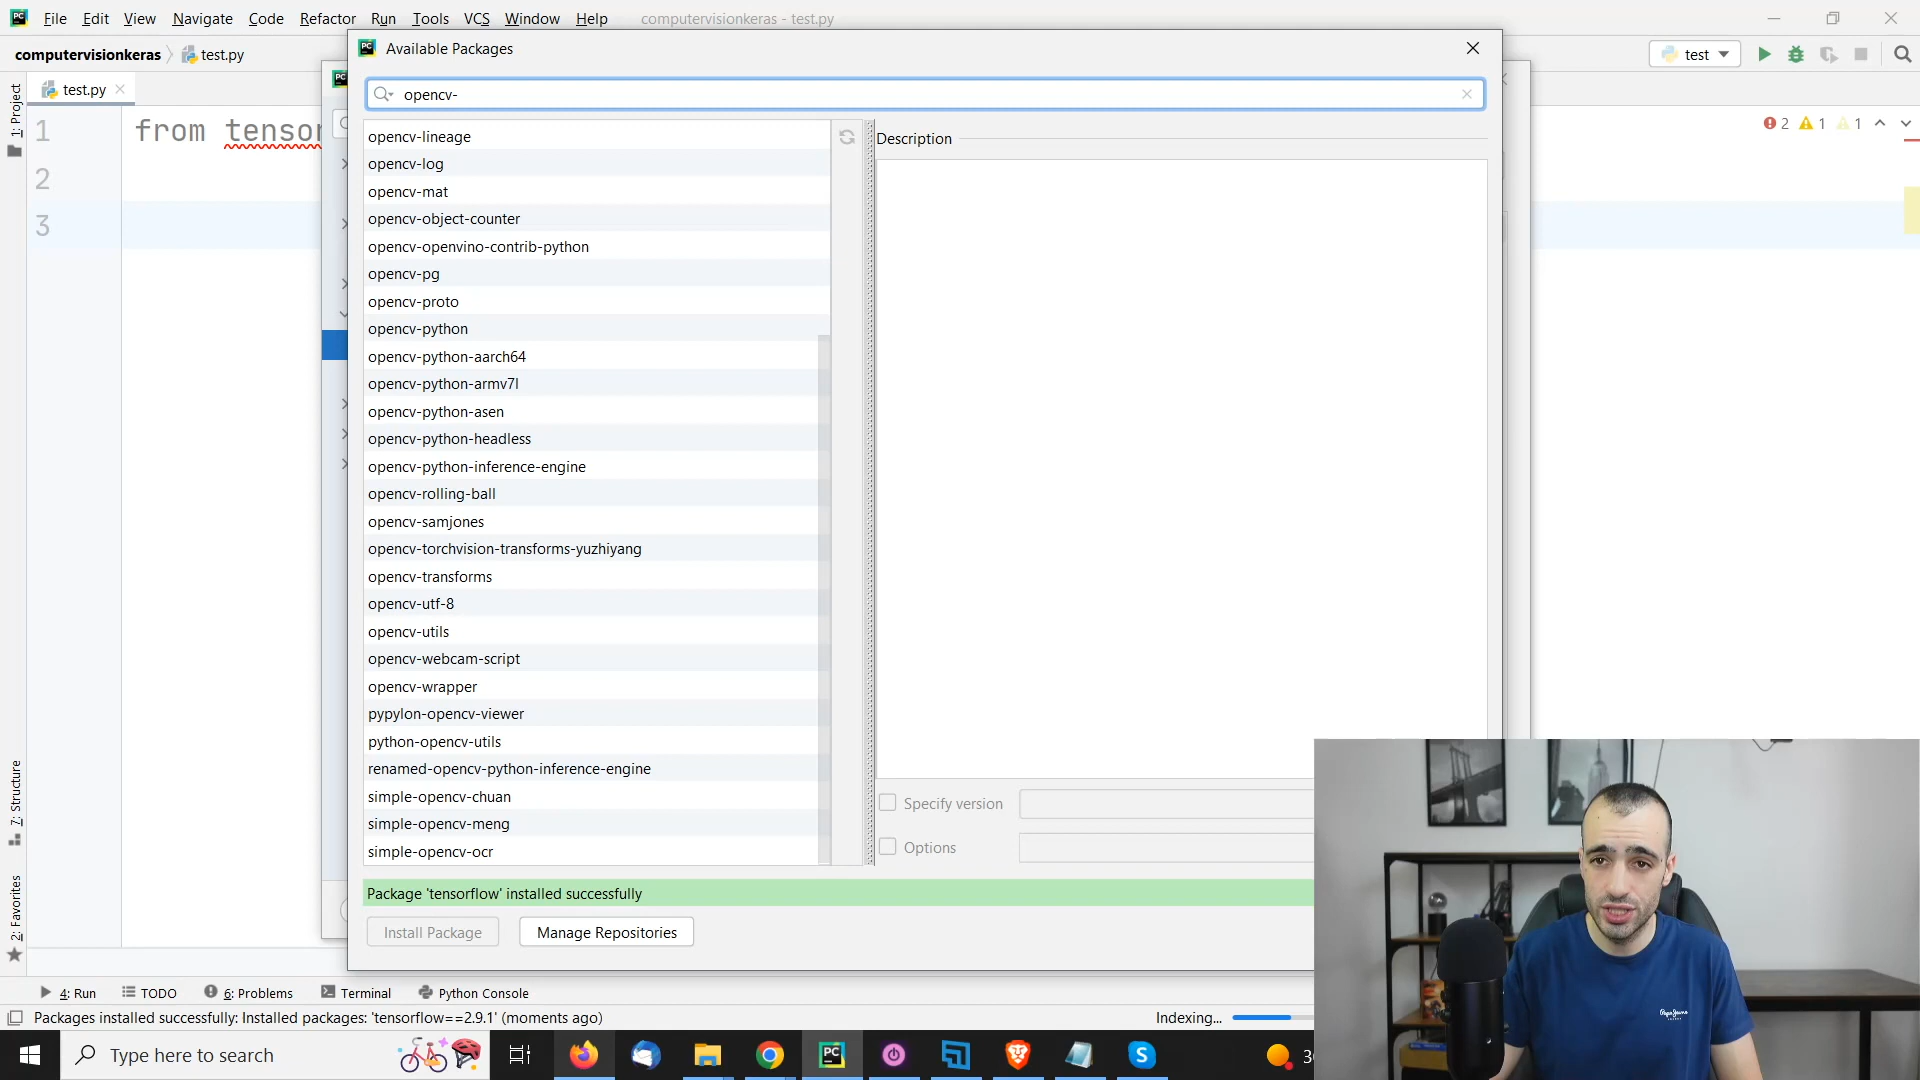 File Edit View Navigate Code Refactor Run Tools VCS Window Help computervisionkeras - test.py
computervisionkeras test.py
test
test.py
1: Project
7: Structure
2: Favorites
1 from tensor
2
3
2 1 1
Available Packages
opencv-
opencv-lineage
opencv-log
opencv-mat
opencv-object-counter
opencv-openvino-contrib-python
opencv-pg
opencv-proto
opencv-python
opencv-python-aarch64
opencv-python-armv7l
opencv-python-asen
opencv-python-headless
opencv-python-inference-engine
opencv-rolling-ball
opencv-samjones
opencv-torchvision-transforms-yuzhiyang
opencv-transforms
opencv-utf-8
opencv-utils
opencv-webcam-script
opencv-wrapper
pypylon-opencv-viewer
python-opencv-utils
renamed-opencv-python-inference-engine
simple-opencv-chuan
simple-opencv-meng
simple-opencv-ocr
Description
Specify version
Options
Package 'tensorflow' installed successfully
Install Package Manage Repositories
4: Run TODO 6: Problems Terminal Python Console
Packages installed successfully: Installed packages: 'tensorflow==2.9.1' (moments ago) Indexing...
Type here to search
Pepe Jeans